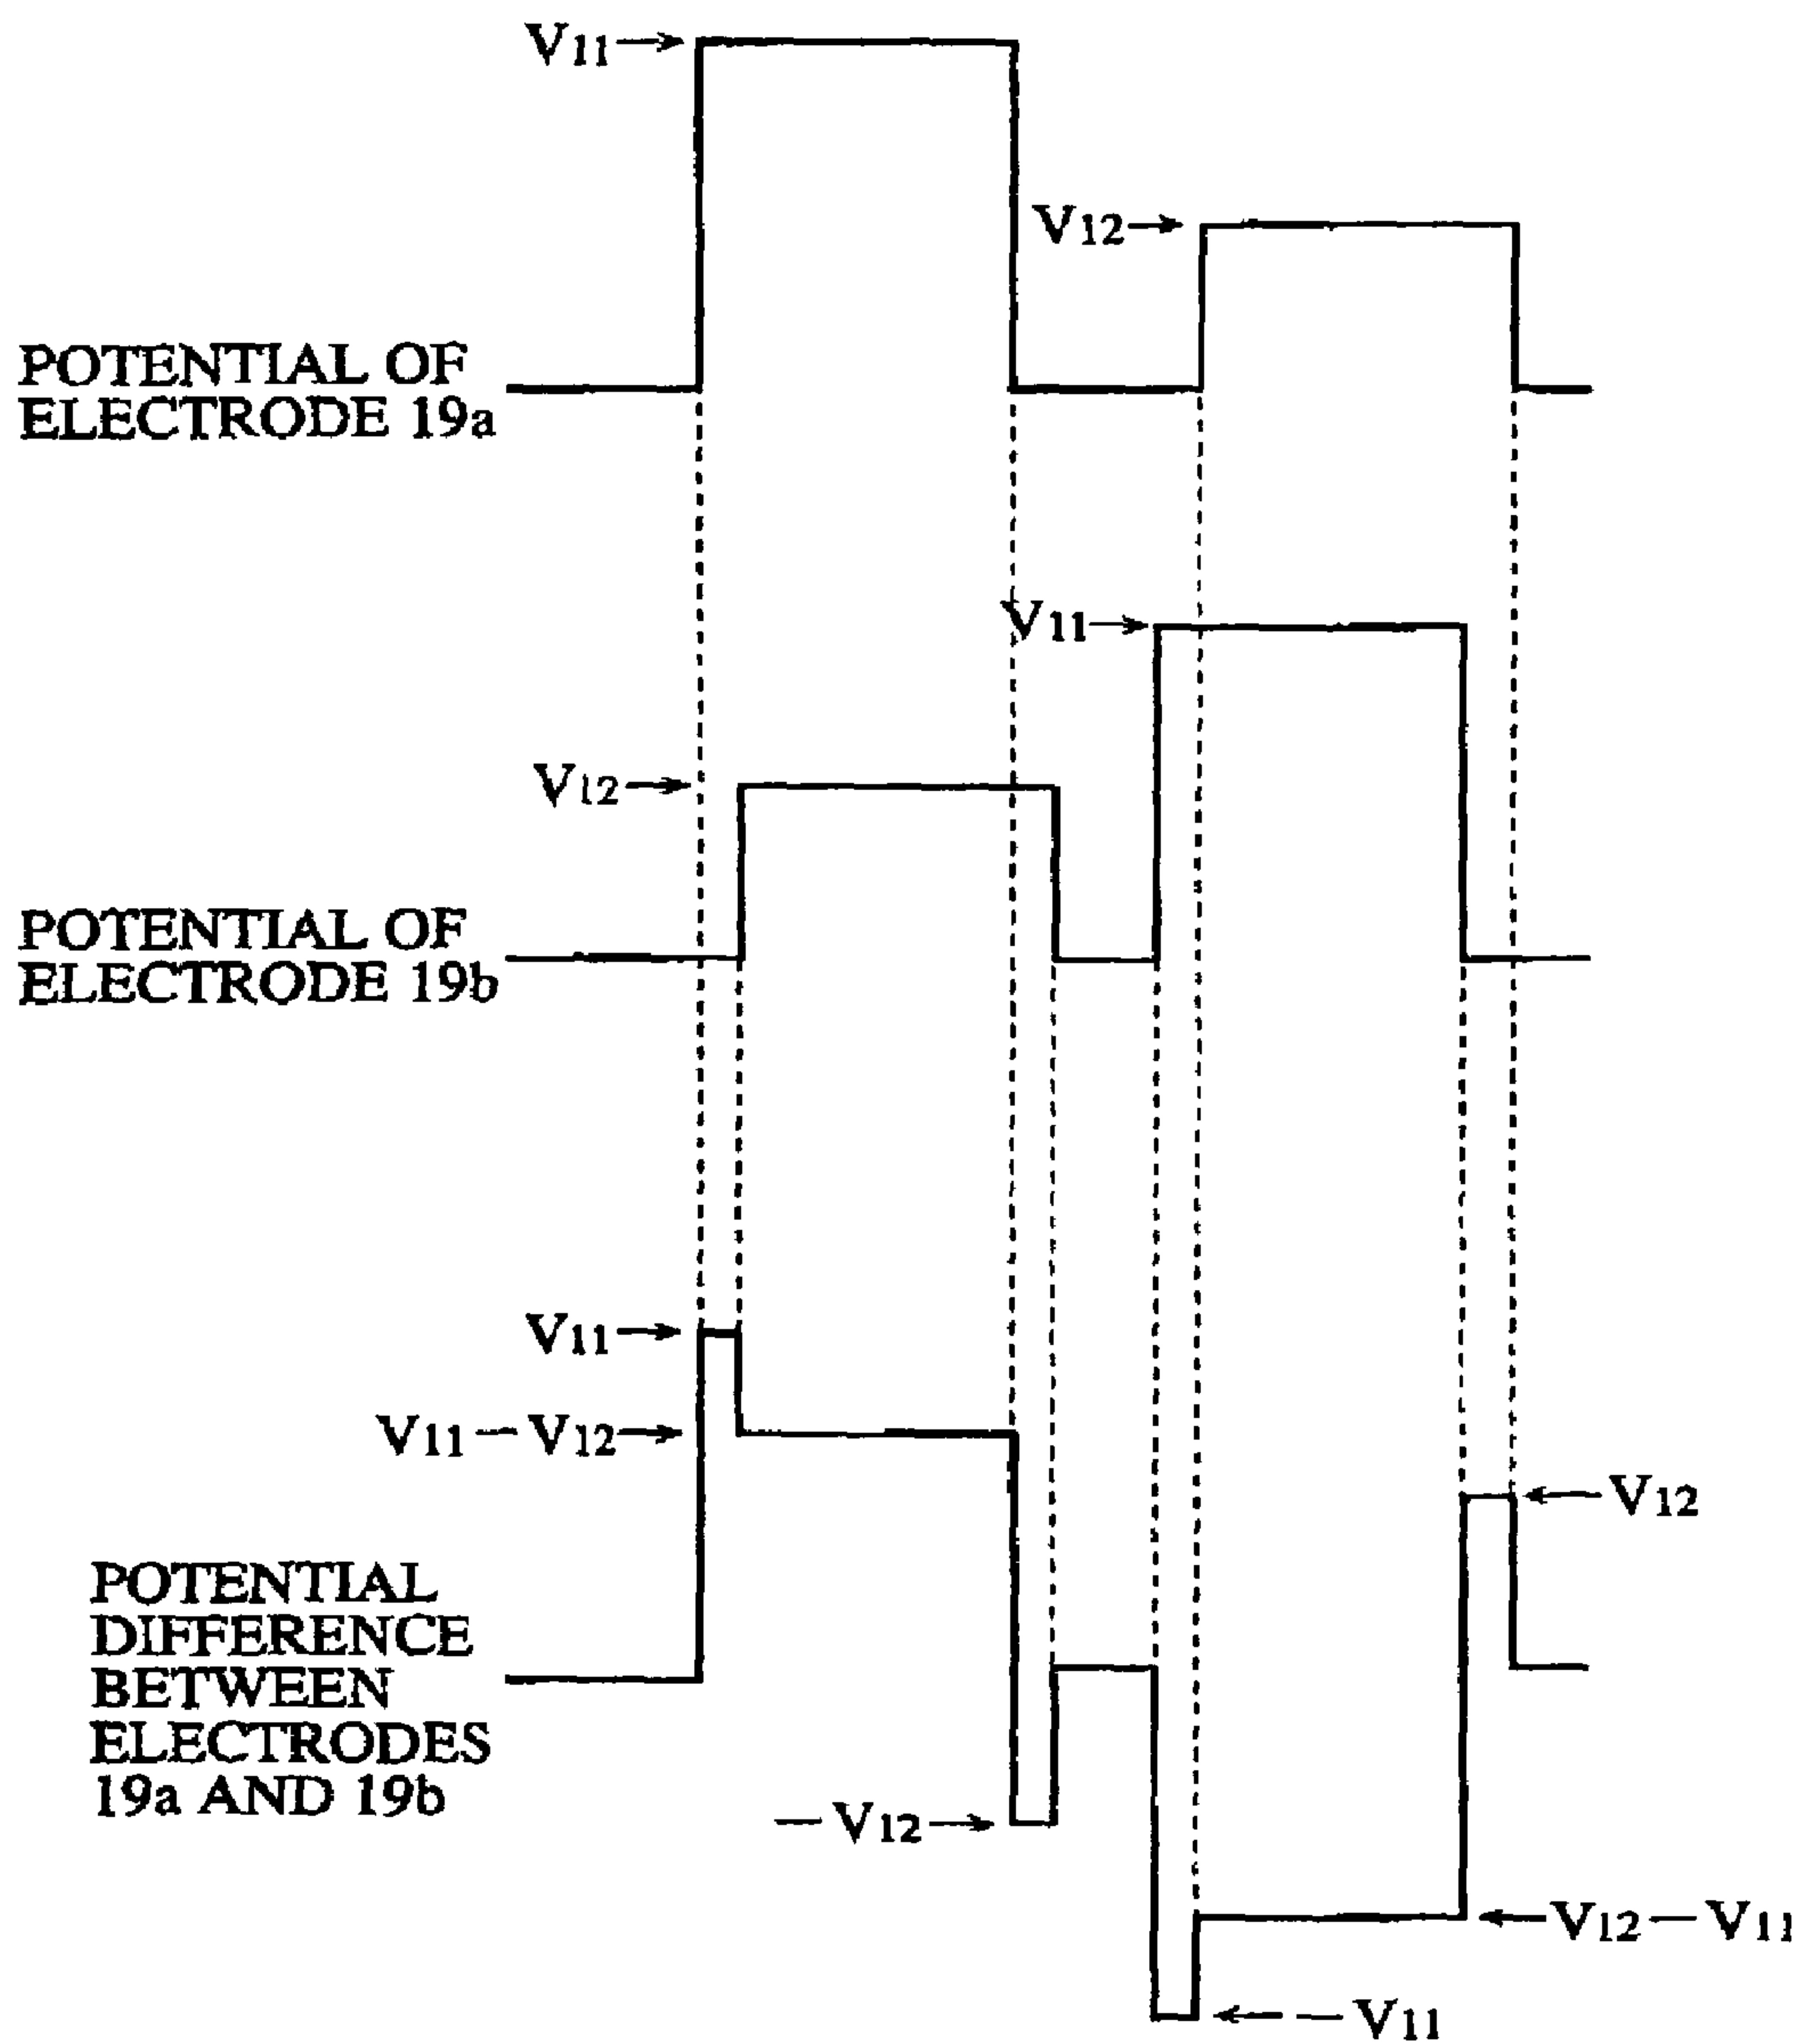 V11
V12
POTENTIAL OF
ELECTRODE 19a
V11
V12
POTENTIAL OF
ELECTRODE 19b
V11
V11 — V12
V12
POTENTIAL
DIFFERENCE
BETWEEN
ELECTRODES
19a AND 19b
— V12
V12 — V11
— V11